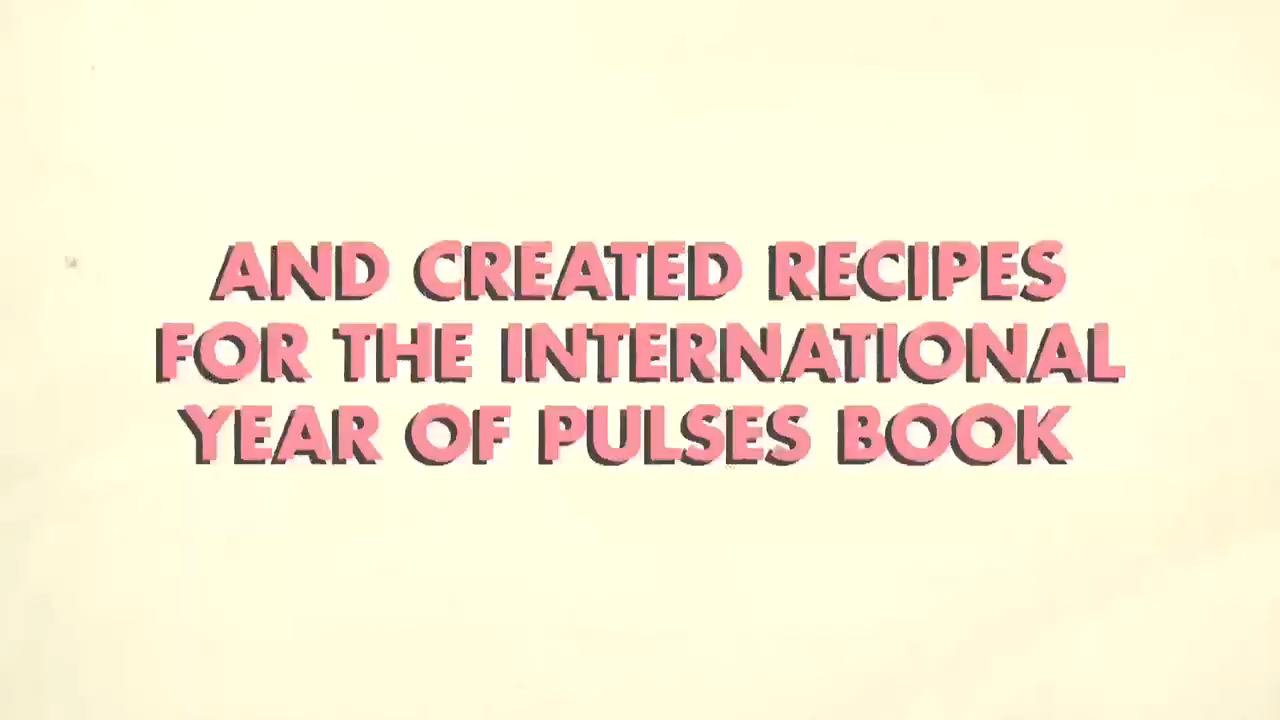 AND CREATED RECIPES
FOR THE INTERNATIONAL
YEAR OF PULSES BOOK